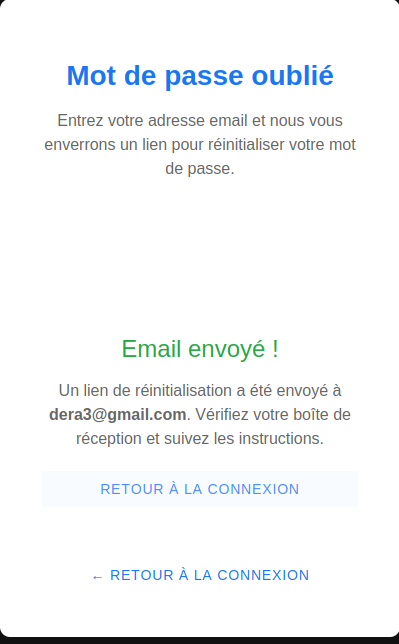 Mot de passe oublié
Entrez votre adresse email et nous vous
enverrons un lien pour réinitialiser votre mot
de passe.
Email envoyé !
Un lien de réinitialisation a été envoyé à
dera3@gmail.com. Vérifiez votre boîte de
réception et suivez les instructions.
RETOUR À LA CONNEXION
← RETOUR À LA CONNEXION